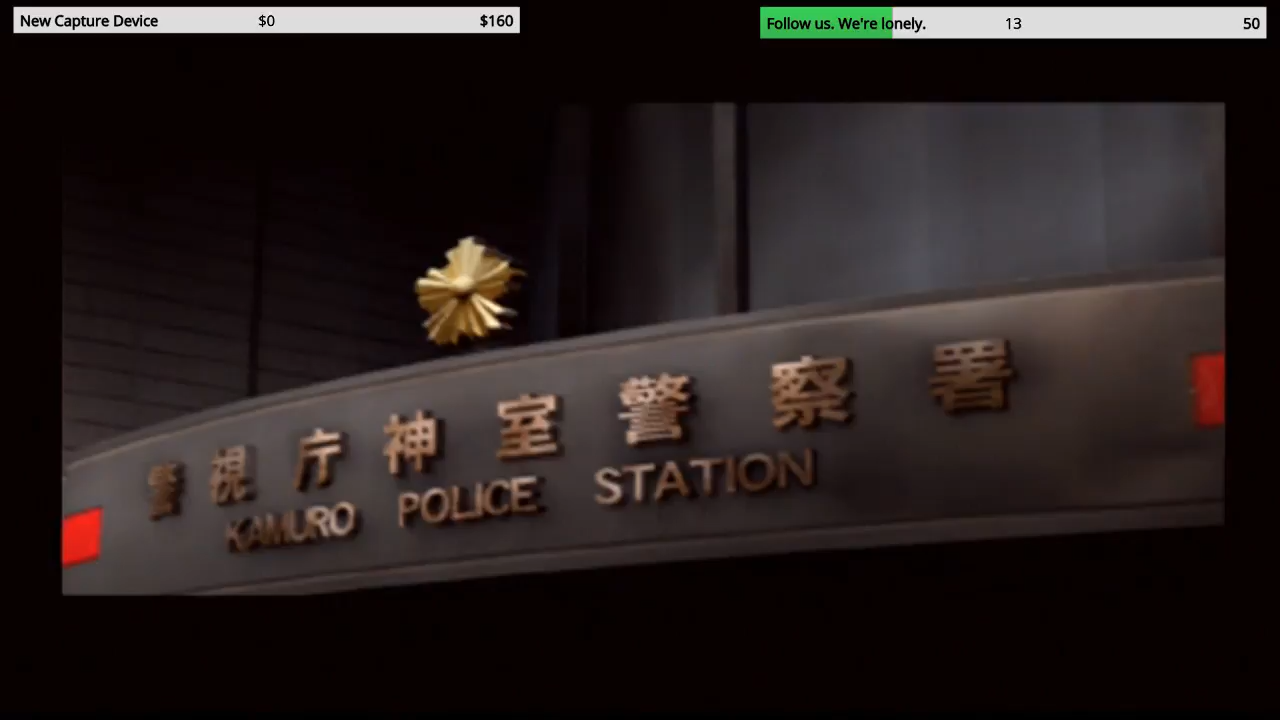 New Capture Device $0 $160
Follow us. We're lonely. 13 50
警視庁神室警察署
KAMURO POLICE STATION